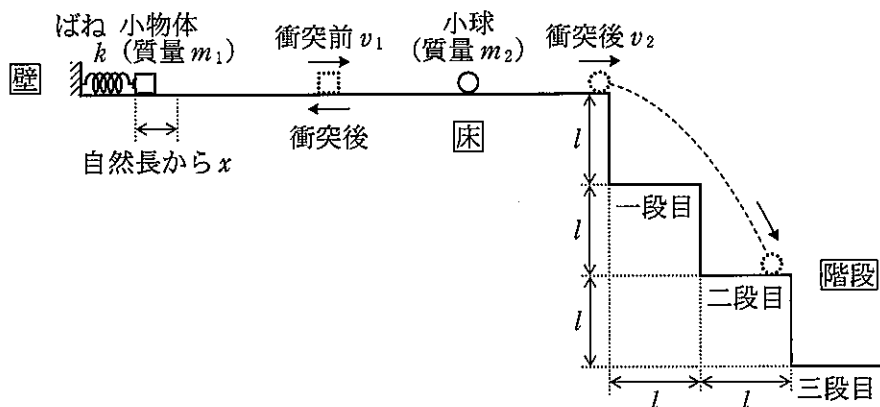 ばね 小物体
k (質量 m₁)
衝突前 v₁
小球
(質量 m₂)
衝突後 v₂
壁
自然長から x
衝突後
床
l
一段目
l
二段目
階段
l
三段目
l
l